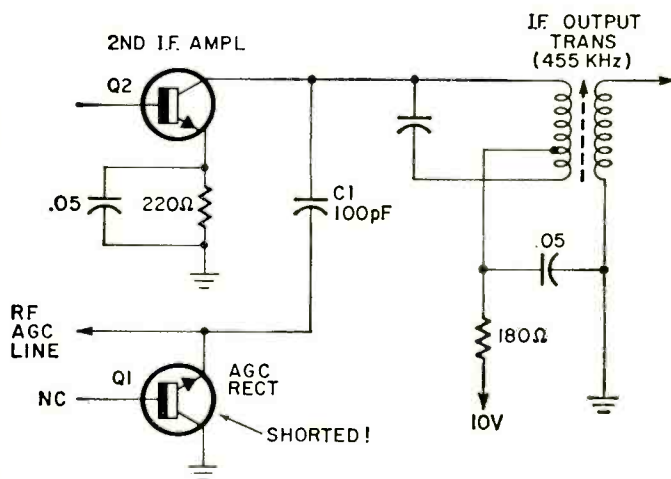 2ND I.F. AMPL
I.F. OUTPUT
TRANS
(455 KHz)
Q2
.05
220Ω
C1
100pF
.05
RF
AGC
LINE
180Ω
Q1
AGC
RECT
NC
SHORTED!
10V